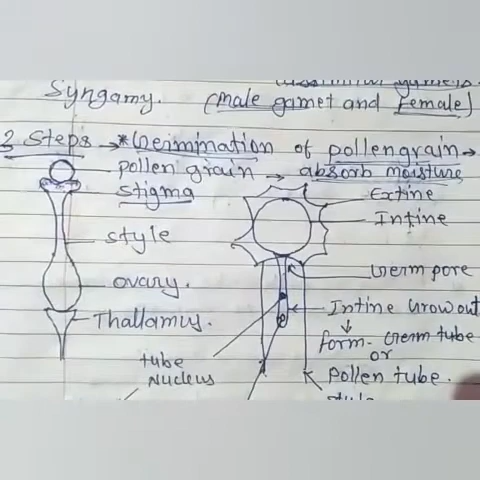 Syngamy. (Male gamet and Female)
3 Steps → *Germination of pollengrain →
pollen grain → absorb moisture
Stigma
Extine
Intine
style
Germ pore
ovary.
Intine Grow out
Thallamus.
form - Germ tube
or
tube
Nucleus
Pollen tube.